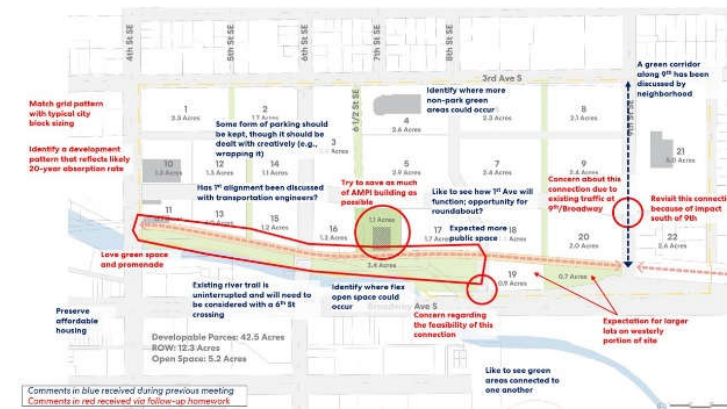 4th St SE
5th St SE
6th St SE
7th St SE
8th St SE
3rd Ave S
A green corridor
along 9th has been
discussed by
neighborhood
Match grid pattern
with typical city
block sizing
Identify a development
pattern that reflects likely
20-year absorption rate
1
3.3 Acres
2
Some form of parking should
be kept, though it should be
dealt with creatively (e.g.,
wrapping it)
3
6 1/2 St SE
4
2.6 Acres
Identify where more
non-park green
areas could occur
8
2.1 Acres
9th St SE
21
5.0 Acres
10
12
1.5 Acres
14
1.1 Acres
5
2.9 Acres
7
2.4 Acres
9
2.6 Acres
Has 1st alignment been discussed
with transportation engineers?
Try to save as much
of AMPI building as
possible
Like to see how 1st Ave will
function; opportunity for
roundabout?
Concern about this
connection due to
existing traffic at
9th/Broadway
Revisit this connecti
because of impact
south of 9th
11
13
15
1.2 Acres
16
1.2 Acres
1.1 Acres
17
1.7 Acres
Expected more
public space
18
20
2.0 Acres
22
2.6 Acres
Love green space
and promenade
3.4 Acres
19
0.9 Acres
0.7 Acres
Existing river trail is
uninterrupted and will need to
be considered with a 6th St
crossing
Identify where flex
open space could
occur
Broadway Ave S
Preserve
affordable
housing
Concern regarding
the feasibility of this
connection
Expectation for larger
lots on westerly
portion of site
Developable Parces: 42.5 Acres
ROW: 12.3 Acres
Open Space: 5.2 Acres
Like to see green
areas connected to
one another
Comments in blue received during previous meeting
Comments in red received via follow-up homework